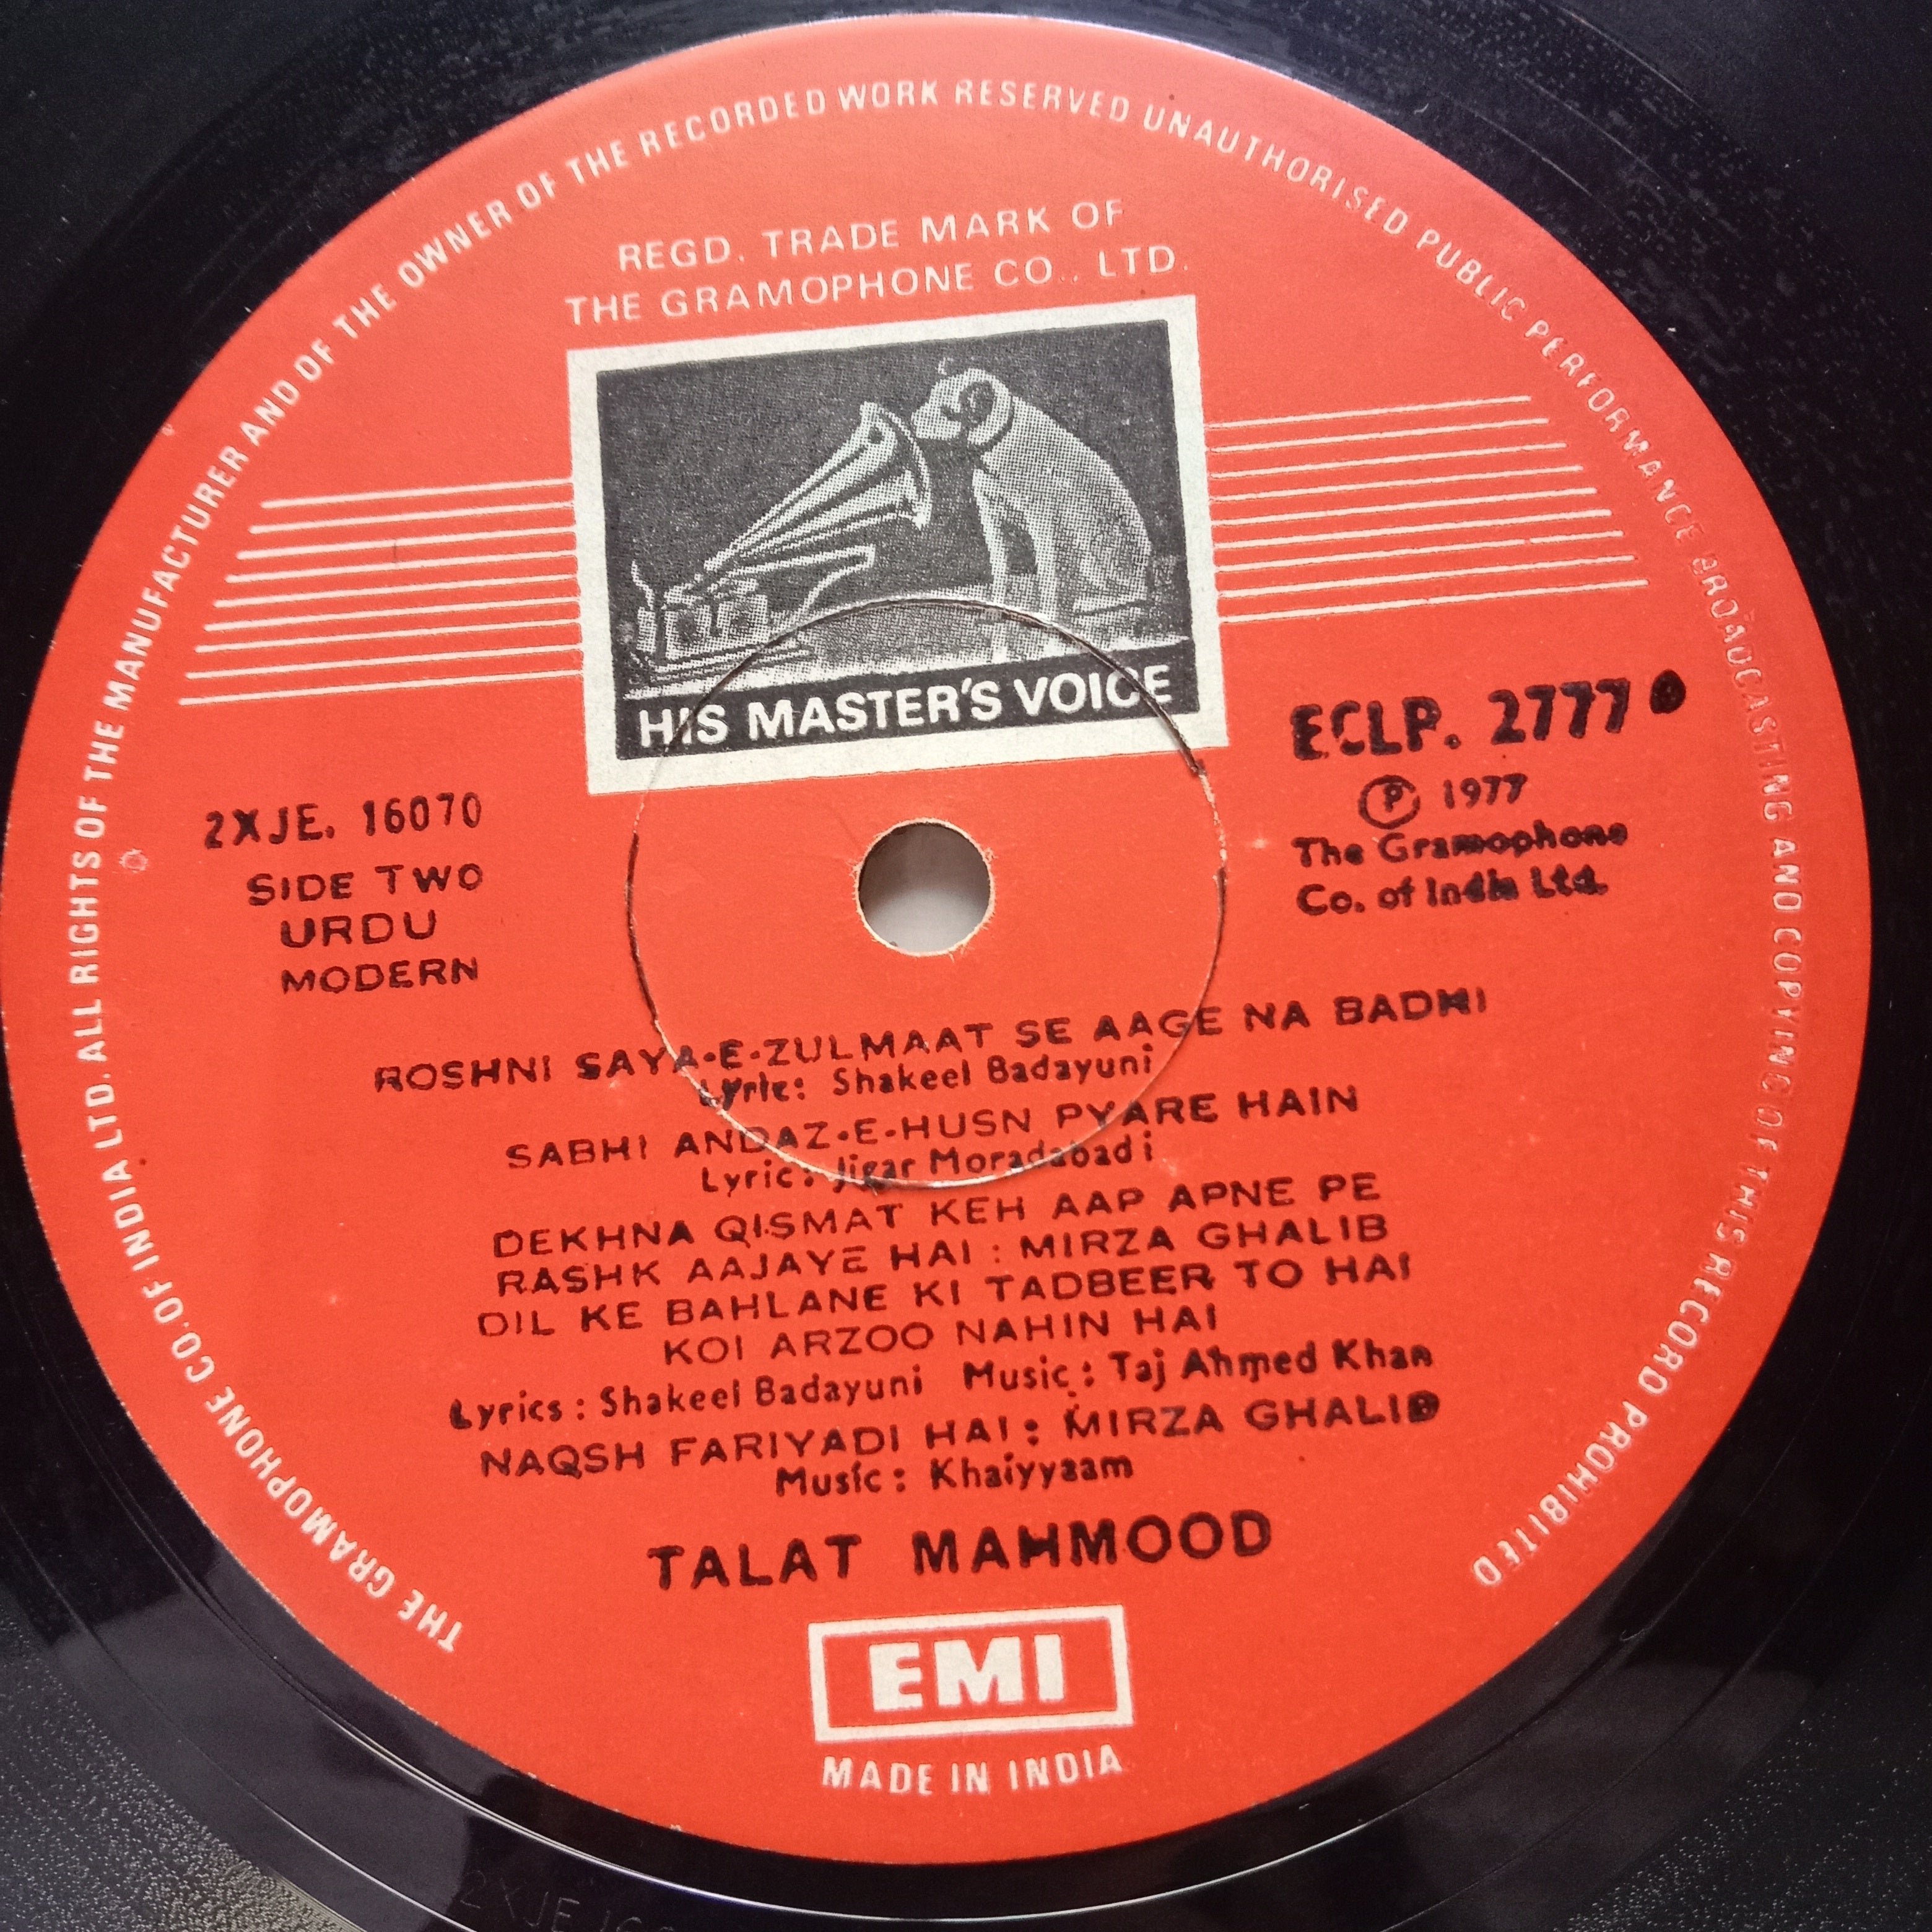 THE GRAMOPHONE CO. OF INDIA LTD. ALL RIGHTS OF THE MANUFACTURER AND OF THE OWNER OF THE RECORDED WORK RESERVED UNAUTHORISED PUBLIC PERFORMANCE BROADCASTING AND COPYING OF THIS RECORD PROHIBITED
REGD. TRADE MARK OF
THE GRAMOPHONE CO., LTD.
HIS MASTER'S VOICE
2XJE. 16070
SIDE TWO
URDU
MODERN
ECLP. 2777
Ⓟ 1977
The Gramophone
Co. of India Ltd.
ROSHNI SAYA-E-ZULMAAT SE AAGE NA BADHI
Lyric: Shakeel Badayuni
SABHI ANDAZ-E-HUSN PYARE HAIN
Lyric: Jigar Moradabadi
DEKHNA QISMAT KEH AAP APNE PE
RASHK AAJAYE HAI : MIRZA GHALIB
DIL KE BAHLANE KI TADBEER TO HAI
KOI ARZOO NAHIN HAI
Lyrics : Shakeel Badayuni Music : Taj Ahmed Khan
NAQSH FARIYADI HAI : MIRZA GHALIB
Music : Khaiyyaam
TALAT MAHMOOD
EMI
MADE IN INDIA